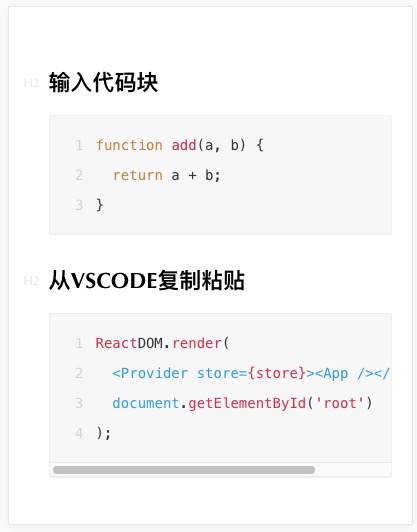 H2 输入代码块
1 function add(a, b) {
2   return a + b;
3 }
H2 从VSCODE复制粘贴
1 ReactDOM.render(
2   <Provider store={store}><App /></
3   document.getElementById('root')
4 );